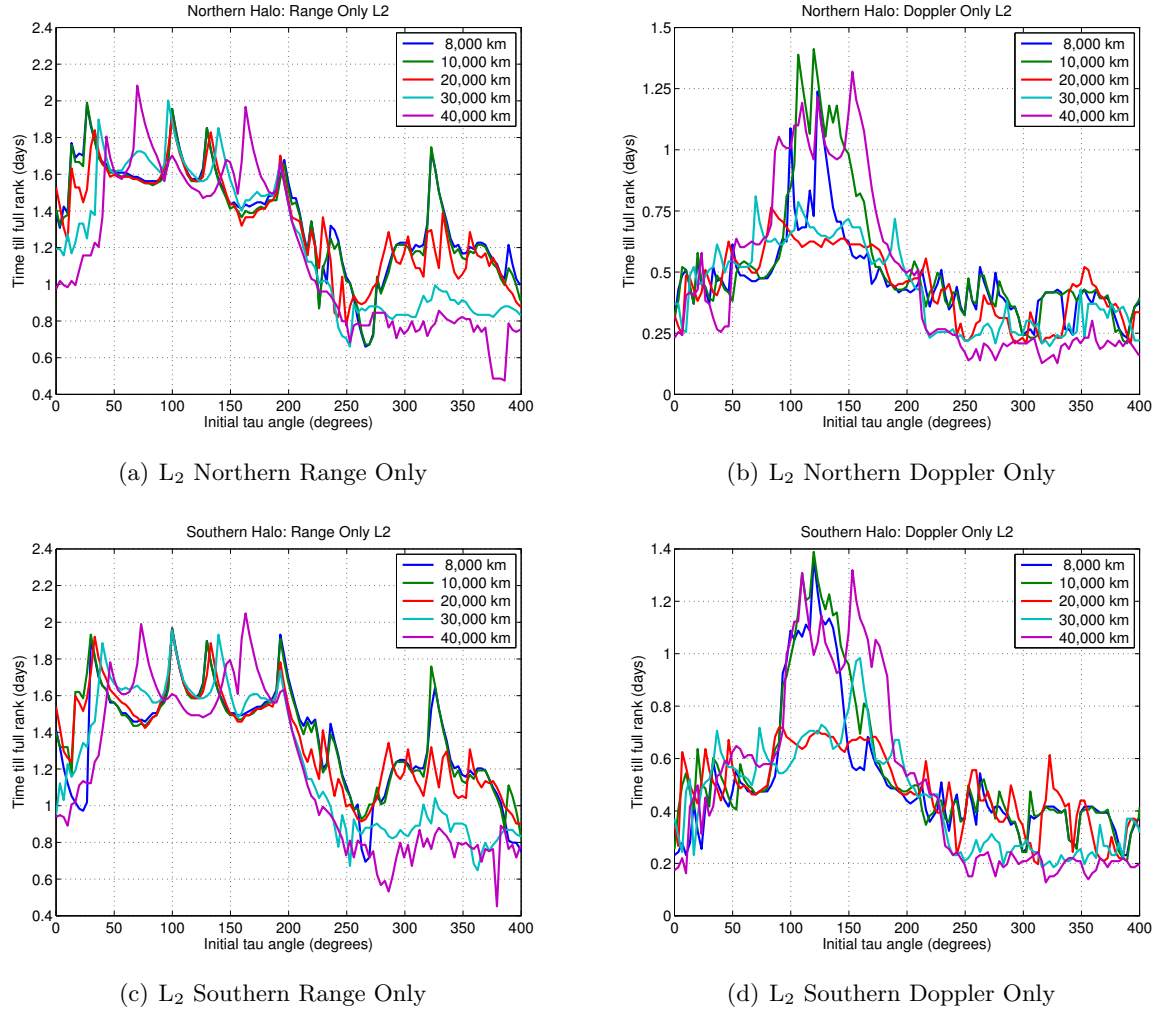 Northern Halo: Range Only L2
2.4
2.2
2
1.8
1.6
1.4
1.2
1
0.8
0.6
0.4
Time till full rank (days)
8,000 km
10,000 km
20,000 km
30,000 km
40,000 km
0 50 100 150 200 250 300 350 400
Initial tau angle (degrees)
(a) L₂ Northern Range Only
Northern Halo: Doppler Only L2
1.5
1.25
1
0.75
0.5
0.25
0
Time till full rank (days)
8,000 km
10,000 km
20,000 km
30,000 km
40,000 km
0 50 100 150 200 250 300 350 400
Initial tau angle (degrees)
(b) L₂ Northern Doppler Only
Southern Halo: Range Only L2
2.4
2.2
2
1.8
1.6
1.4
1.2
1
0.8
0.6
0.4
Time till full rank (days)
8,000 km
10,000 km
20,000 km
30,000 km
40,000 km
0 50 100 150 200 250 300 350 400
Initial tau angle (degrees)
(c) L₂ Southern Range Only
Southern Halo: Doppler Only L2
1.4
1.2
1
0.8
0.6
0.4
0.2
0
Time till full rank (days)
8,000 km
10,000 km
20,000 km
30,000 km
40,000 km
0 50 100 150 200 250 300 350 400
Initial tau angle (degrees)
(d) L₂ Southern Doppler Only